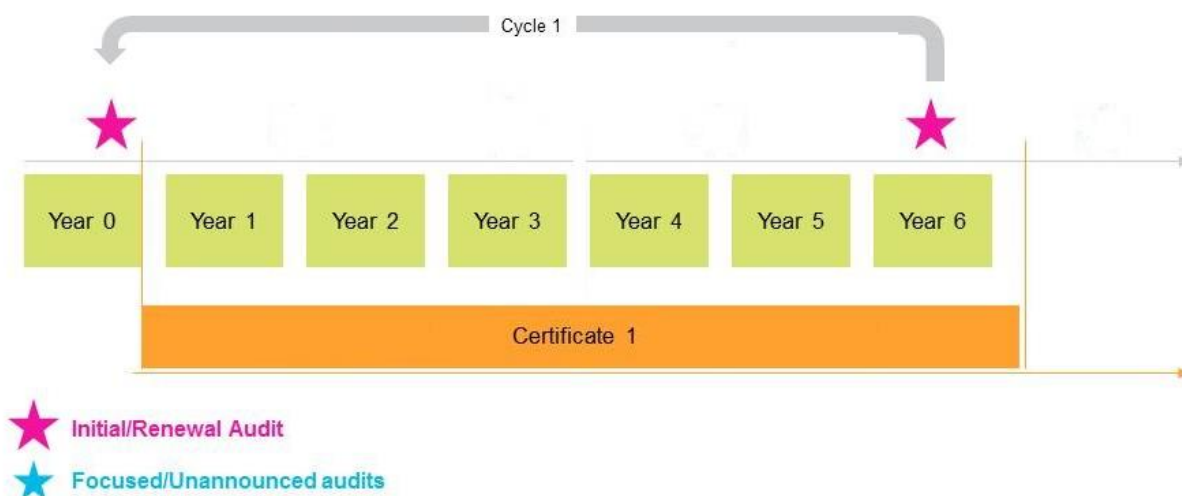 Cycle 1
Year 0 Year 1 Year 2 Year 3 Year 4 Year 5 Year 6
Certificate 1
Initial/Renewal Audit
Focused/Unannounced audits